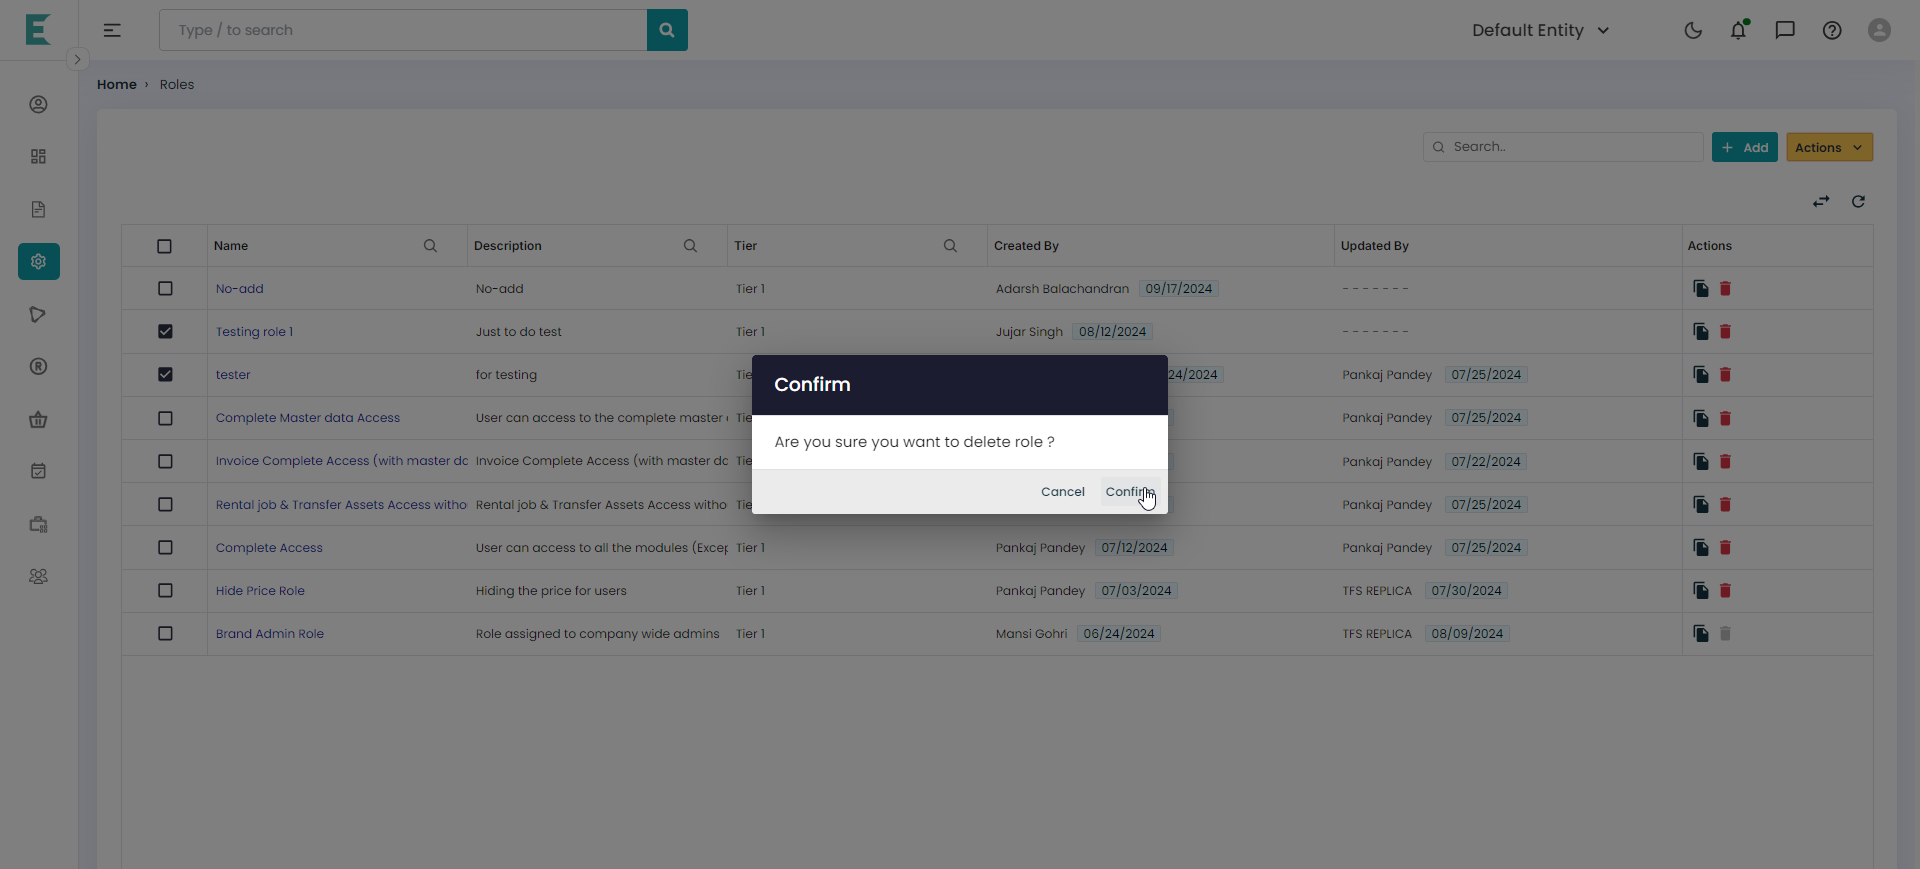 Type / to search
Default Entity
Home › Roles
Search..
+ Add
Actions
Name Description Tier Created By Updated By Actions
No-add No-add Tier 1 Adarsh Balachandran 09/17/2024 - - - - - - -
Testing role 1 Just to do test Tier 1 Jujar Singh 08/12/2024 - - - - - - -
tester for testing Tie 24/2024 Pankaj Pandey 07/25/2024
Complete Master data Access User can access to the complete master Tie Pankaj Pandey 07/25/2024
Invoice Complete Access (with master dc Invoice Complete Access (with master dc Tie Pankaj Pandey 07/22/2024
Rental job & Transfer Assets Access witho Rental job & Transfer Assets Access witho Tie Pankaj Pandey 07/25/2024
Complete Access User can access to all the modules (Excep Tier 1 Pankaj Pandey 07/12/2024 Pankaj Pandey 07/25/2024
Hide Price Role Hiding the price for users Tier 1 Pankaj Pandey 07/03/2024 TFS REPLICA 07/30/2024
Brand Admin Role Role assigned to company wide admins Tier 1 Mansi Gohri 06/24/2024 TFS REPLICA 08/09/2024
Confirm
Are you sure you want to delete role ?
Cancel Confirm